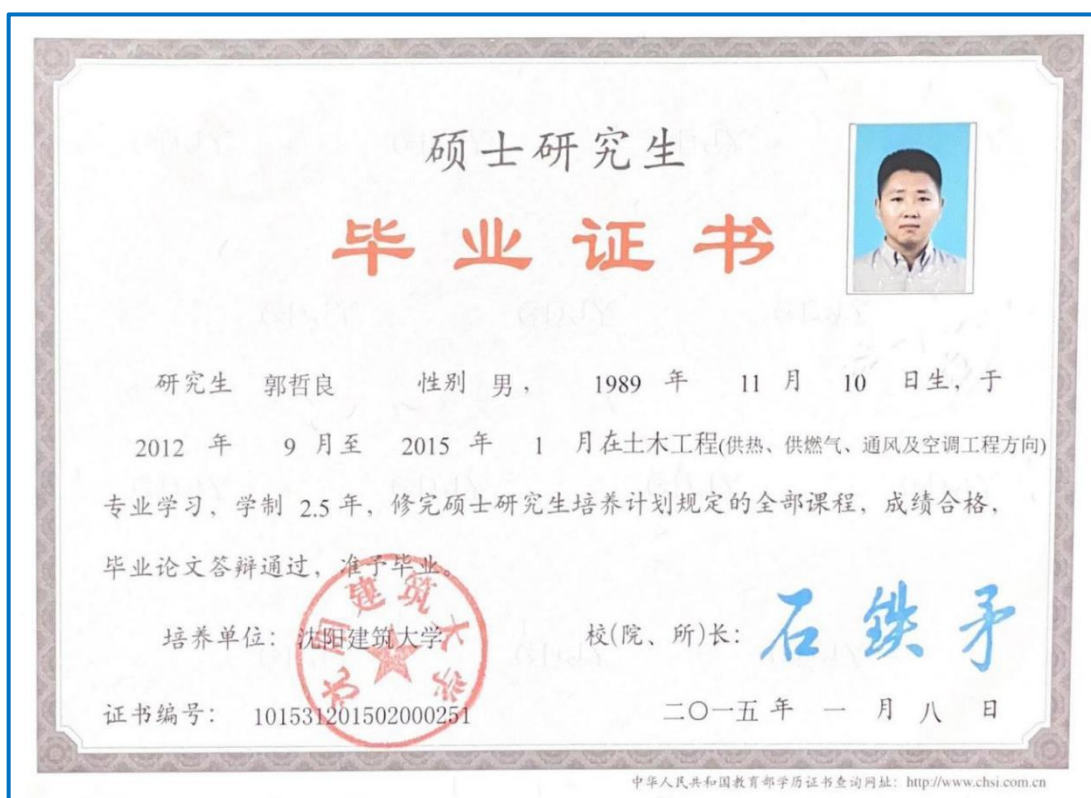 硕士研究生
毕业证书
研究生 郭哲良 性别 男， 1989 年 11 月 10 日生，于
2012 年 9 月至 2015 年 1 月在土木工程(供热、供燃气、通风及空调工程方向)
专业学习，学制 2.5 年，修完硕士研究生培养计划规定的全部课程，成绩合格，
毕业论文答辩通过，准予毕业。
培养单位：沈阳建筑大学
沈阳建筑大学
校(院、所)长：石铁矛
证书编号： 101531201502000251
二〇一五 年 一 月 八 日
中华人民共和国教育部学历证书查询网址：http://www.chsi.com.cn